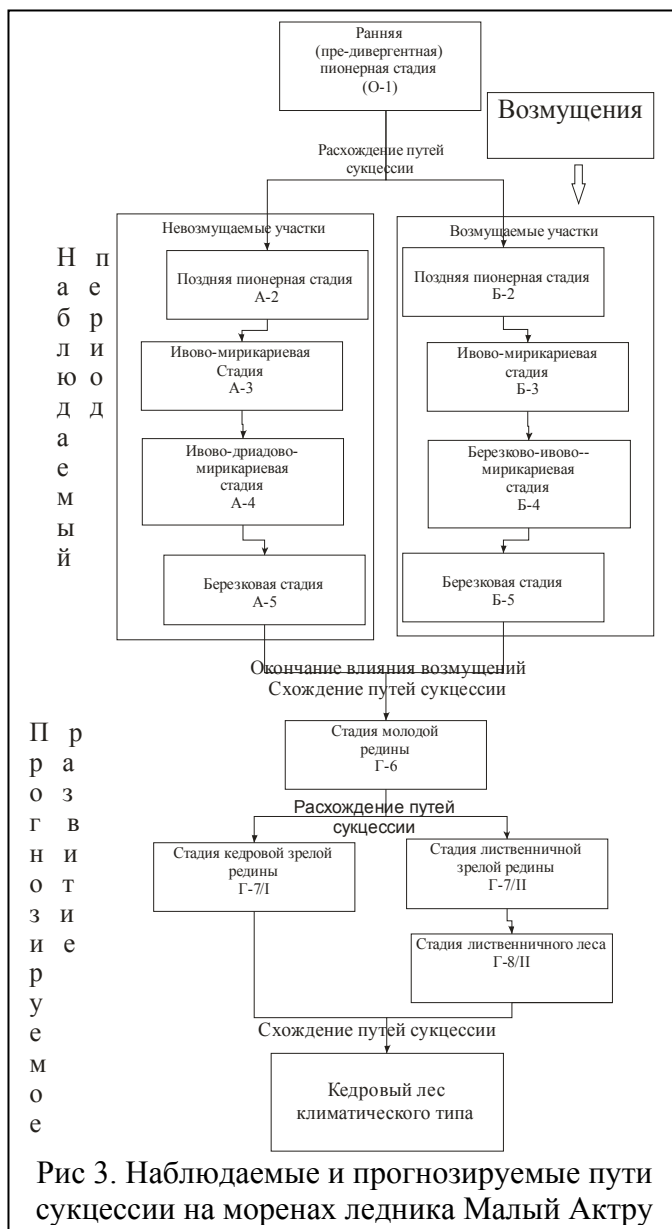 Ранняя
(пре-дивергентная)
пионерная стадия
(О-1)
Возмущения
Расхождение путей
сукцессии
Наблюдаемый
период
Невозмущаемые участки
Поздняя пионерная стадия
А-2
Ивово-мирикариевая
Стадия
А-3
Ивово-дриадово-
мирикариевая
стадия
А-4
Березковая стадия
А-5
Возмущаемые участки
Поздняя пионерная стадия
Б-2
Ивово-мирикариевая
стадия
Б-3
Березково-ивово--
мирикариевая
стадия
Б-4
Березковая стадия
Б-5
Окончание влияния возмущений
Схождение путей сукцессии
Прогнозируемое
развитие
Стадия молодой
редины
Г-6
Расхождение путей
сукцессии
Стадия кедровой зрелой
редины
Г-7/I
Стадия лиственничной
зрелой редины
Г-7/II
Стадия лиственничного леса
Г-8/II
Схождение путей сукцессии
Кедровый лес
климатического типа
Рис 3. Наблюдаемые и прогнозируемые пути
сукцессии на моренах ледника Малый Актру